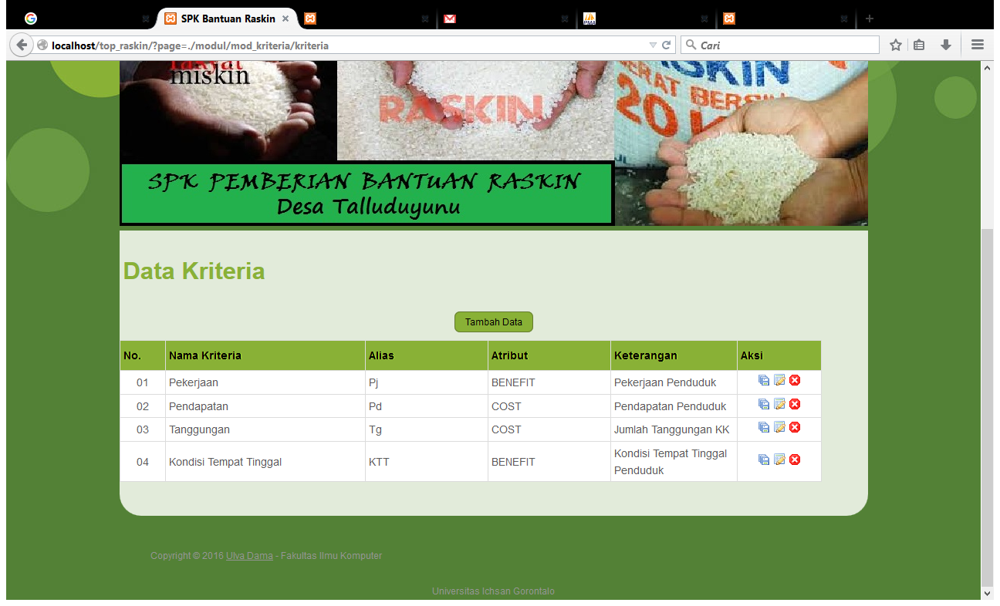 SPK Bantuan Raskin
PMA
localhost/top_raskin/?page=./modul/mod_kriteria/kriteria
Cari
rakyat
miskin
RASKIN
RASKIN
BERAT BERSIH
20 K
SPK PEMBERIAN BANTUAN RASKIN
Desa Talluduyunu
Data Kriteria
Tambah Data
No. Nama Kriteria Alias Atribut Keterangan Aksi
01 Pekerjaan Pj BENEFIT Pekerjaan Penduduk
02 Pendapatan Pd COST Pendapatan Penduduk
03 Tanggungan Tg COST Jumlah Tanggungan KK
04 Kondisi Tempat Tinggal KTT BENEFIT Kondisi Tempat Tinggal
Penduduk
Copyright © 2016 Ulva Dama - Fakultas Ilmu Komputer
Universitas Ichsan Gorontalo